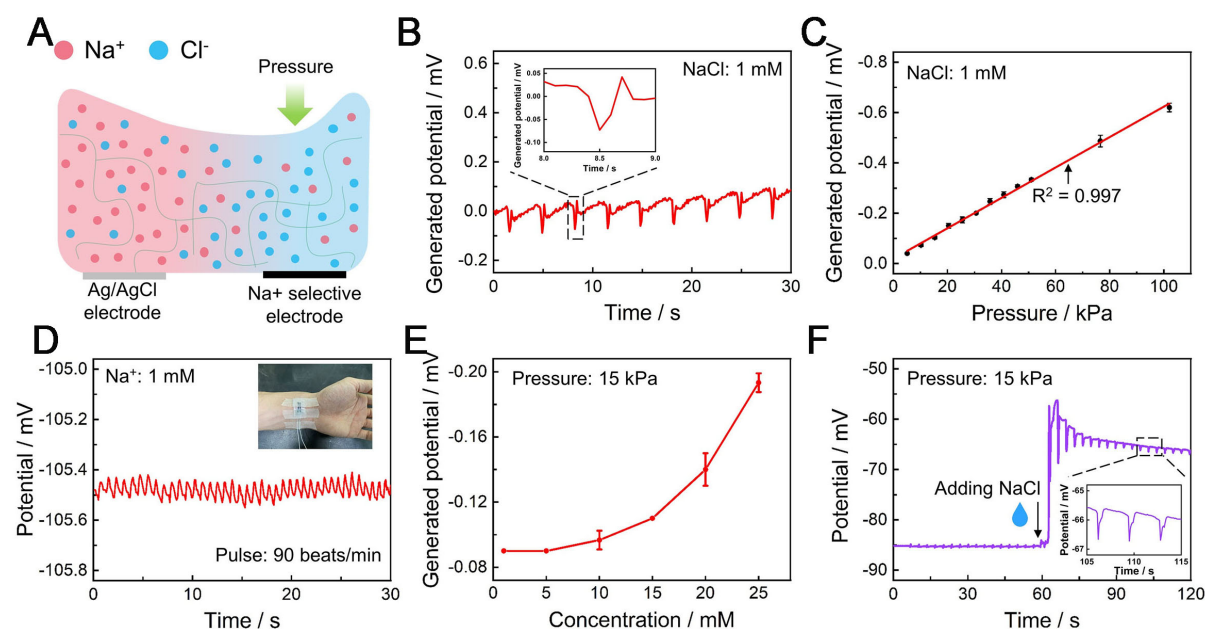 A
Na⁺
Cl⁻
Pressure
Ag/AgCl
electrode
Na+ selective
electrode
B
Generated potential / mV
0.6
0.4
0.2
0.0
-0.2
NaCl: 1 mM
Generated potential / mV
0.05
0.00
-0.05
-0.10
8.0
8.5
9.0
Time / s
0
10
20
30
Time / s
C
Generated potential / mV
-0.8
-0.6
-0.4
-0.2
0.0
NaCl: 1 mM
R² = 0.997
0
20
40
60
80
100
Pressure / kPa
D
Potential / mV
-105.0
-105.2
-105.4
-105.6
-105.8
Na⁺: 1 mM
Pulse: 90 beats/min
0
10
20
30
Time / s
E
Generated potential / mV
-0.20
-0.16
-0.12
-0.08
Pressure: 15 kPa
0
5
10
15
20
25
Concentration / mM
F
Potential / mV
-50
-60
-70
-80
-90
Pressure: 15 kPa
Adding NaCl
Potential / mV
-65
-66
-67
105
110
115
Time / s
0
20
40
60
80
100
120
Time / s